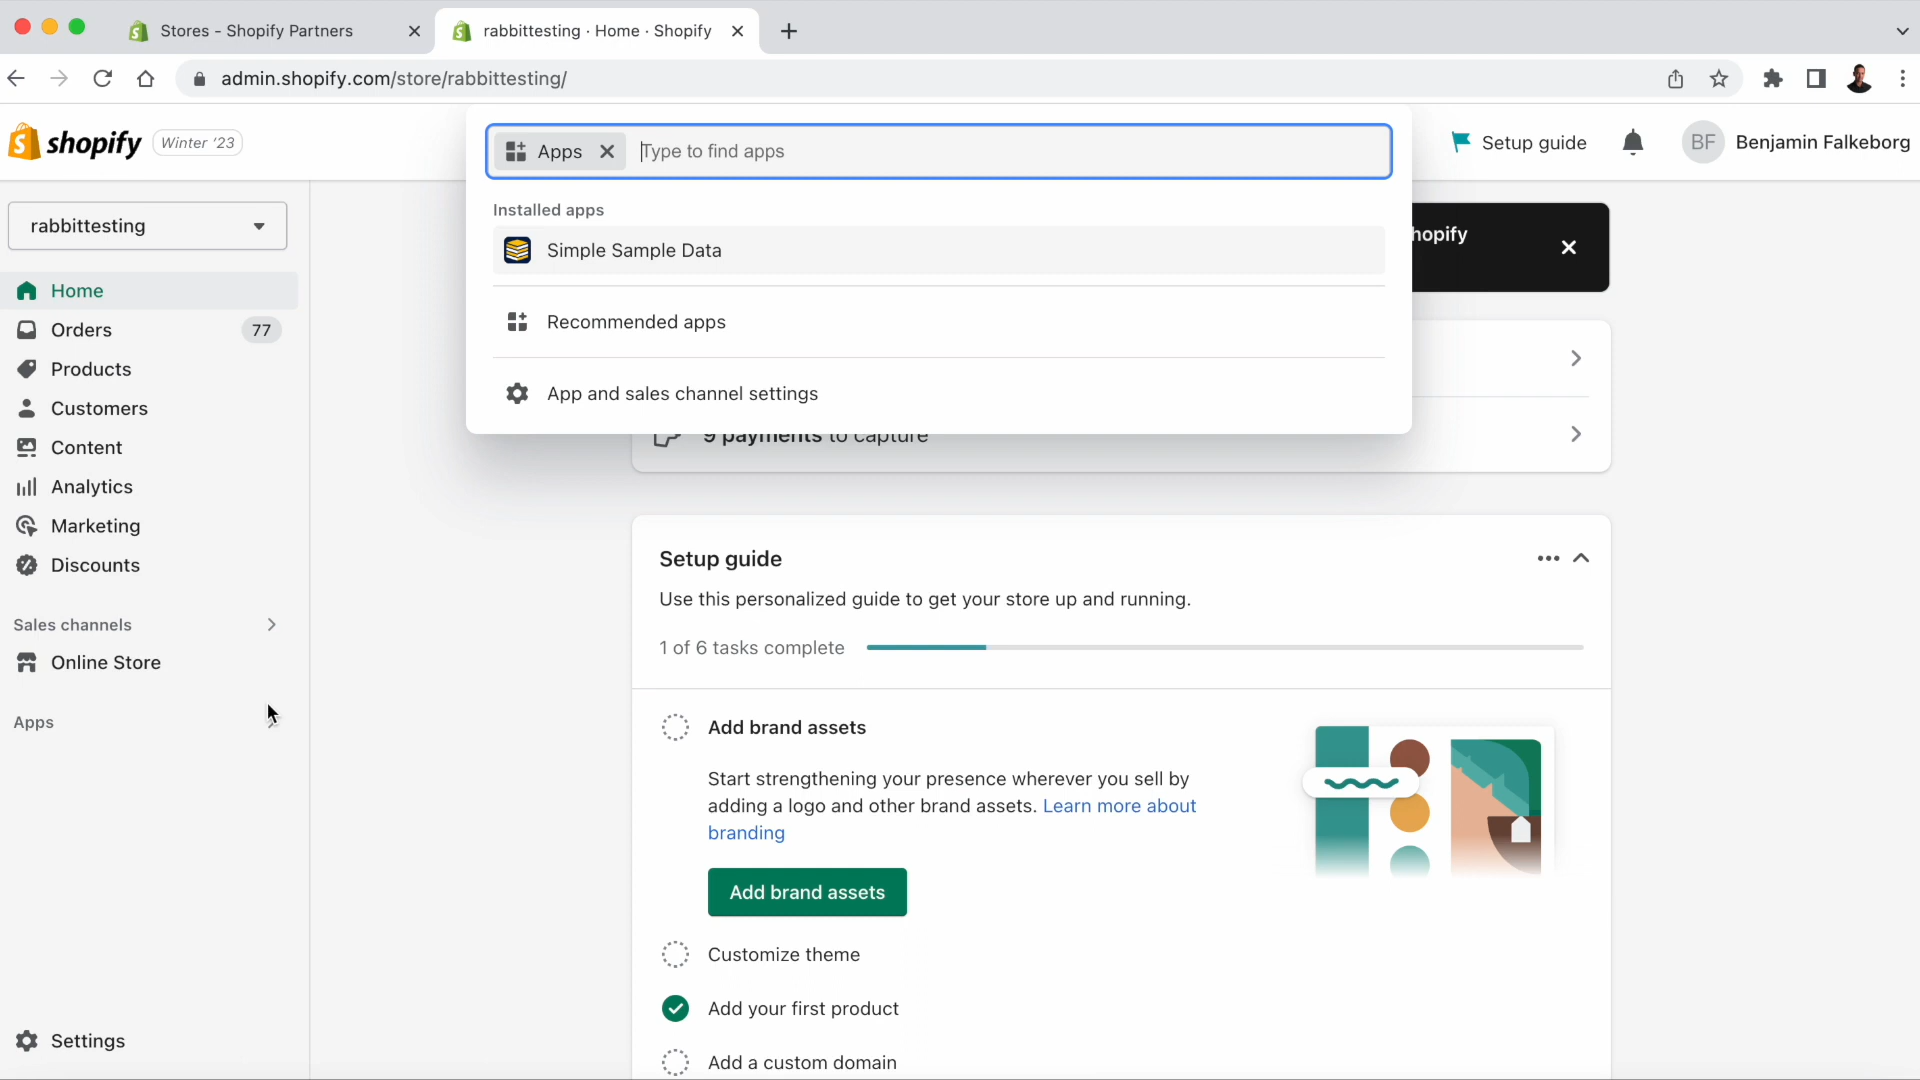 Stores - Shopify Partners
rabbittesting · Home · Shopify
admin.shopify.com/store/rabbittesting/
shopify
Winter '23
Apps
Type to find apps
Setup guide
BF
Benjamin Falkeborg
rabbittesting
Installed apps
Simple Sample Data
hopify
Recommended apps
App and sales channel settings
9 payments to capture
Home
Orders
77
Products
Customers
Content
Analytics
Marketing
Discounts
Sales channels
Online Store
Apps
Settings
Setup guide
Use this personalized guide to get your store up and running.
1 of 6 tasks complete
Add brand assets
Start strengthening your presence wherever you sell by
adding a logo and other brand assets. Learn more about
branding
Add brand assets
Customize theme
Add your first product
Add a custom domain